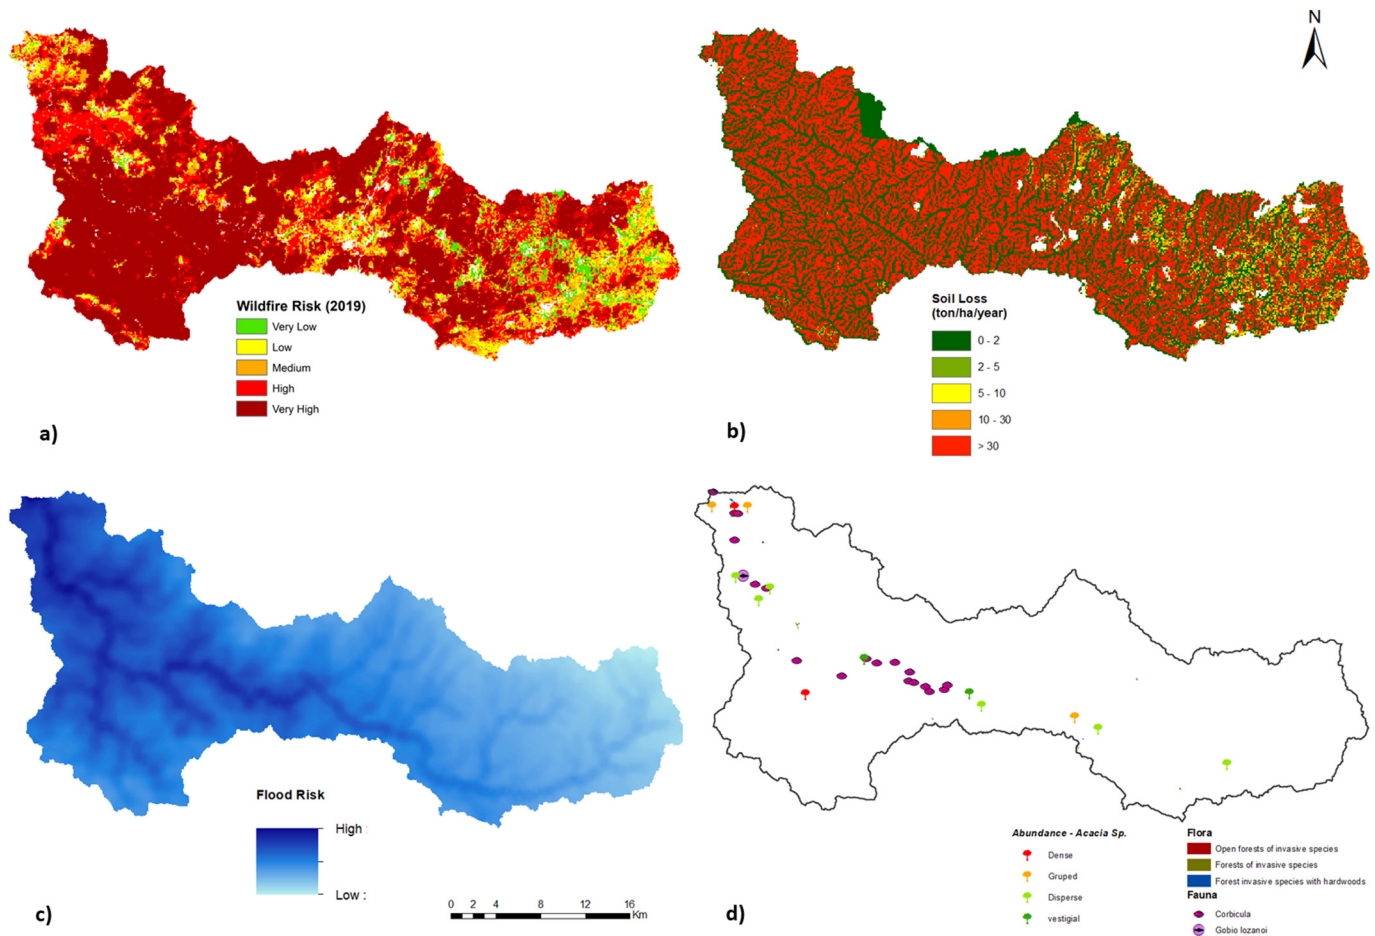 N
Wildfire Risk (2019)
Very Low
Low
Medium
High
Very High
a)
Soil Loss
(ton/ha/year)
0 - 2
2 - 5
5 - 10
10 - 30
> 30
b)
Flood Risk
High :
Low :
0 2 4 8 12 16
Km
c)
Abundance - Acacia Sp.
Dense
Gruped
Disperse
vestigial
Flora
Open forests of invasive species
Forests of invasive species
Forest invasive species with hardwoods
Fauna
Corbicula
Gobio lozanoi
d)